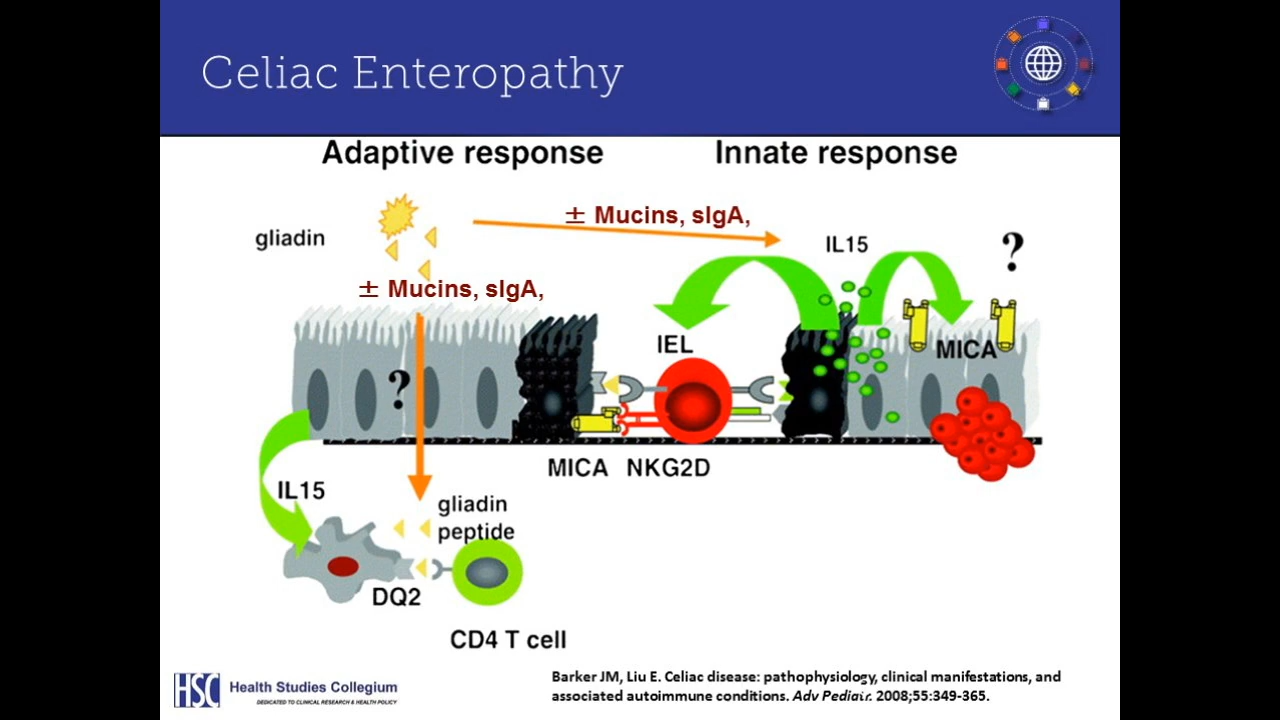 Celiac Enteropathy
Adaptive response
Innate response
± Mucins, sIgA,
gliadin
IL15
?
± Mucins, sIgA,
IEL
MICA
?
MICA NKG2D
IL15
gliadin
peptide
DQ2
CD4 T cell
HSC Health Studies Collegium
DEDICATED TO CLINICAL RESEARCH & HEALTH POLICY
Barker JM, Liu E. Celiac disease: pathophysiology, clinical manifestations, and
associated autoimmune conditions. Adv Pediatr. 2008;55:349-365.